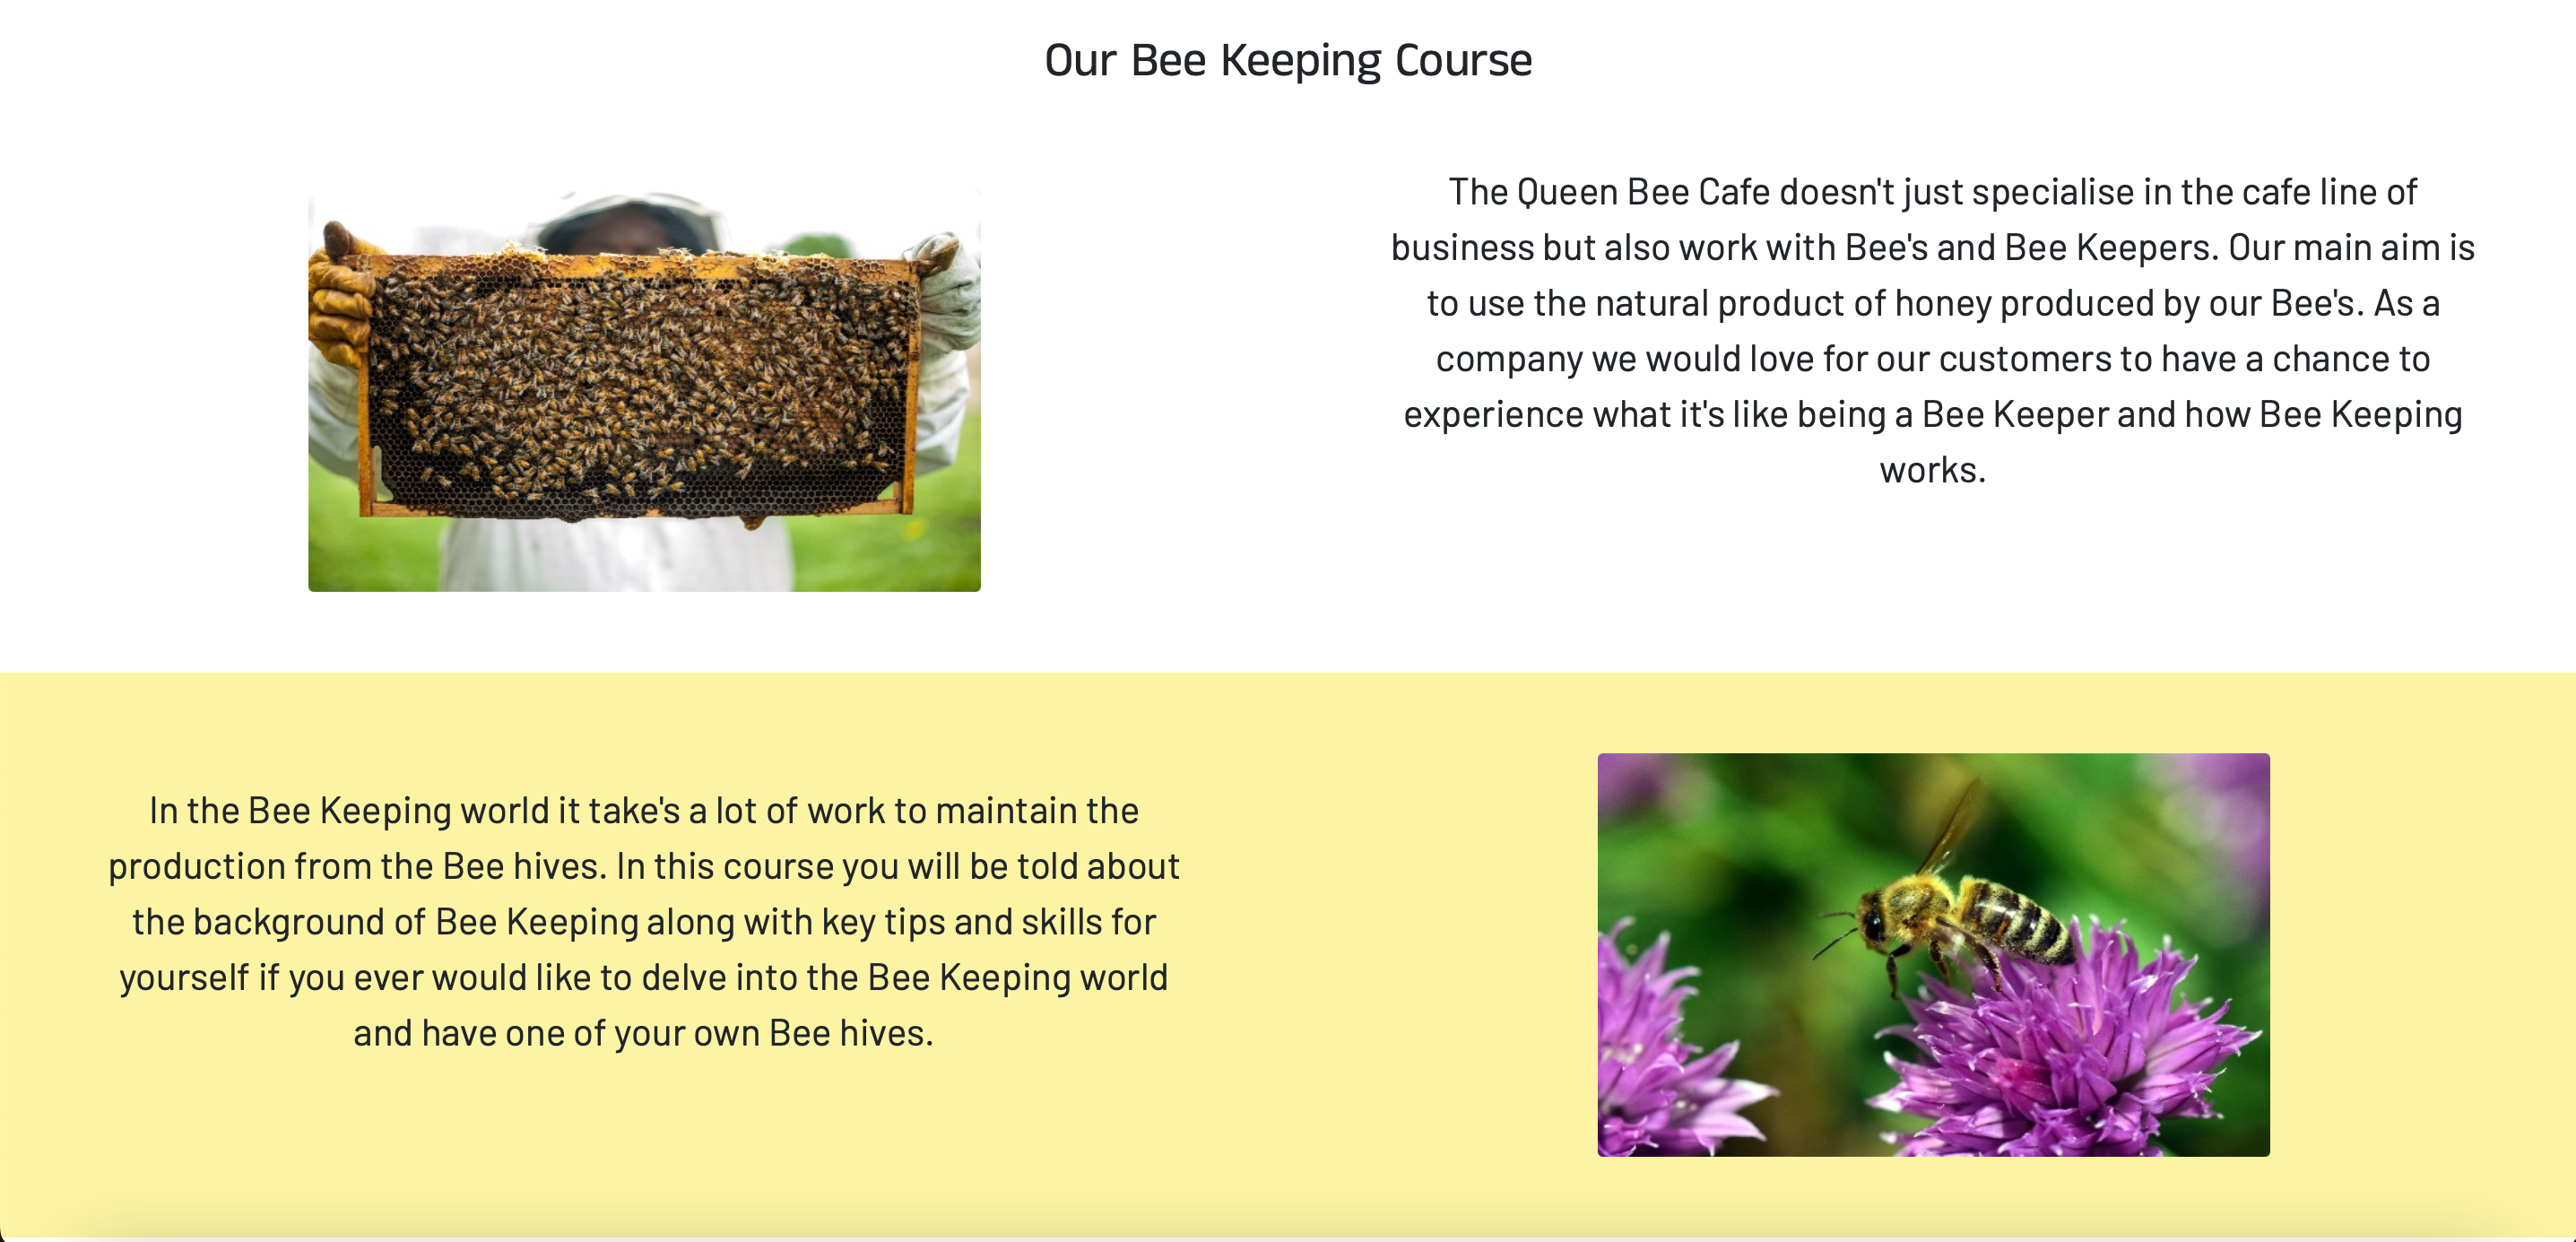 Our Bee Keeping Course
The Queen Bee Cafe doesn't just specialise in the cafe line of
business but also work with Bee's and Bee Keepers. Our main aim is
to use the natural product of honey produced by our Bee's. As a
company we would love for our customers to have a chance to
experience what it's like being a Bee Keeper and how Bee Keeping
works.
In the Bee Keeping world it take's a lot of work to maintain the
production from the Bee hives. In this course you will be told about
the background of Bee Keeping along with key tips and skills for
yourself if you ever would like to delve into the Bee Keeping world
and have one of your own Bee hives.